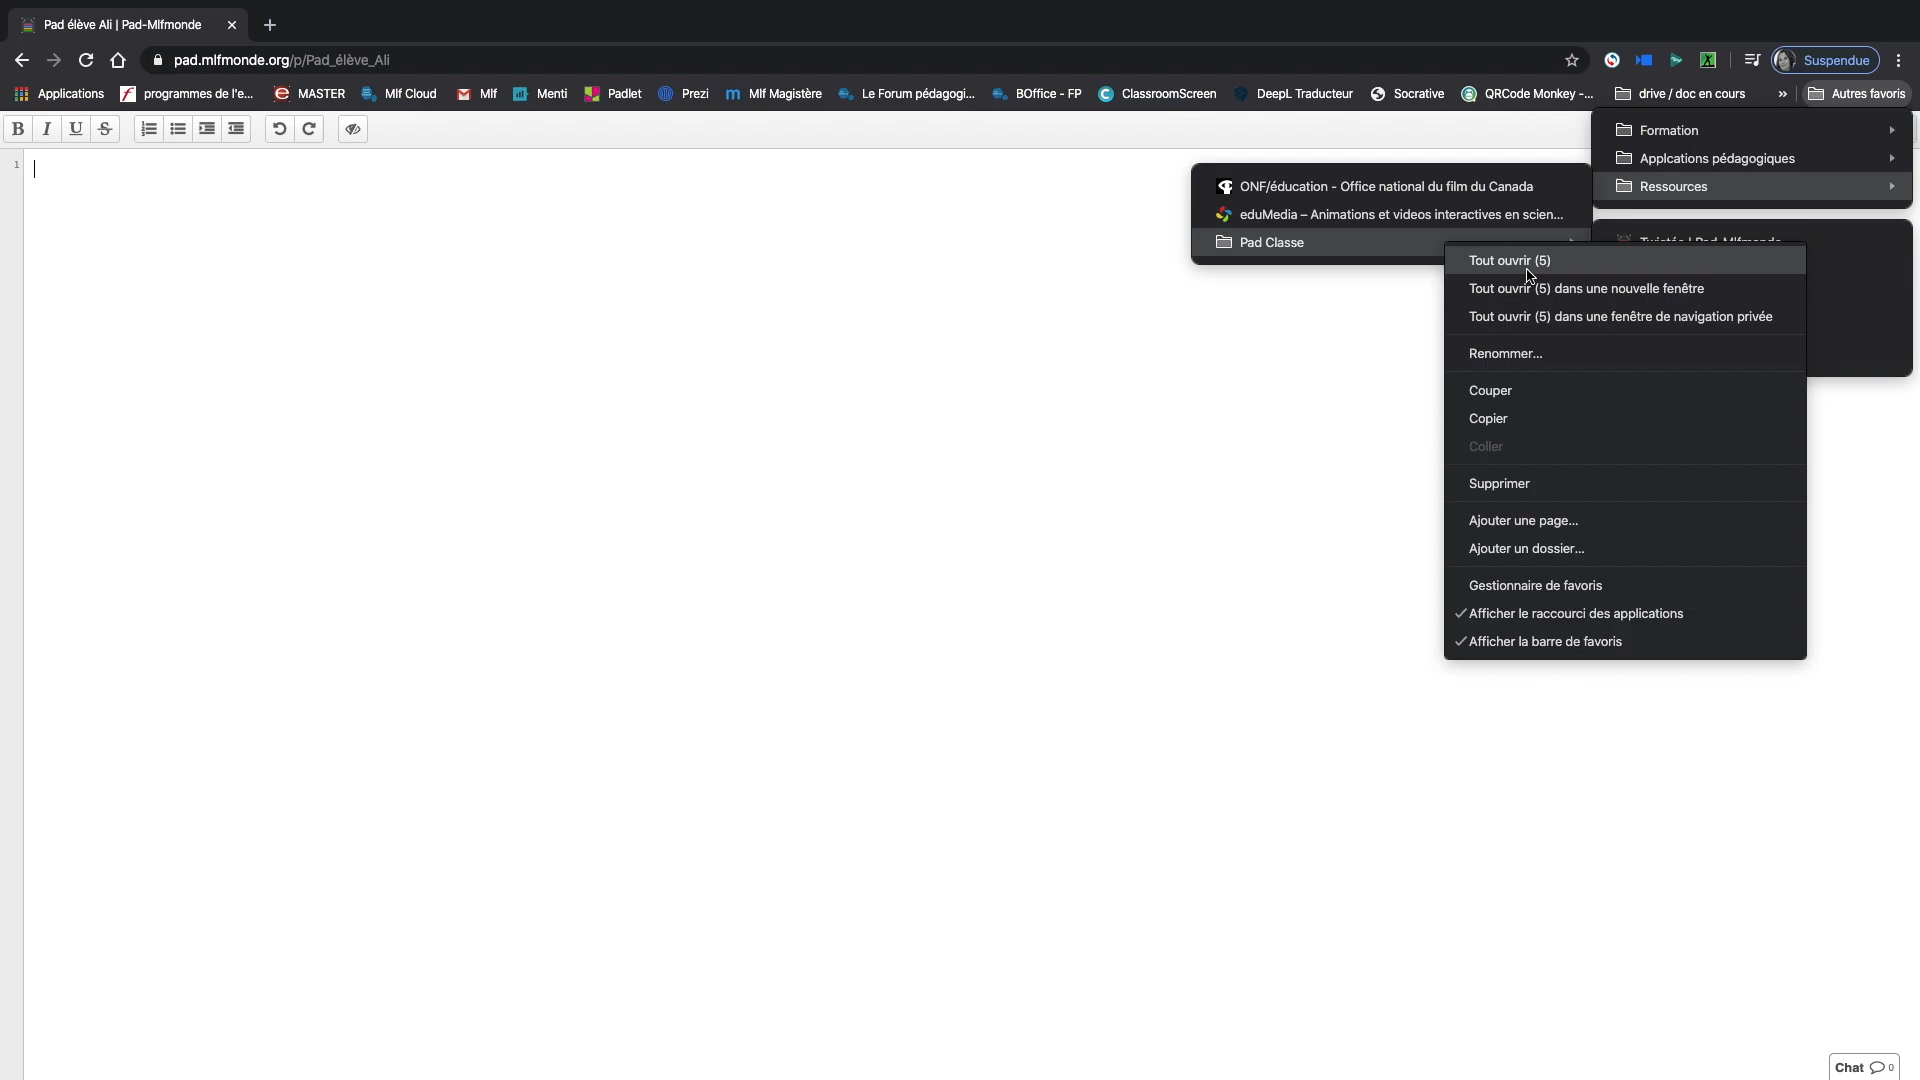 Pad élève Ali | Pad-Mlfmonde
pad.mlfmonde.org/p/Pad_élève_Ali
Suspendue
Applications programmes de l'e... MASTER Mlf Cloud Mlf Menti Padlet Prezi Mlf Magistère Le Forum pédagogi... BOffice - FP ClassroomScreen DeepL Traducteur Socrative QRCode Monkey -... drive / doc en cours » Autres favoris
B I U S
1
Formation
Applcations pédagogiques
Ressources
ONF/éducation - Office national du film du Canada
eduMedia – Animations et videos interactives en scien...
Pad Classe
Tout ouvrir (5)
Tout ouvrir (5) dans une nouvelle fenêtre
Tout ouvrir (5) dans une fenêtre de navigation privée
Renommer...
Couper
Copier
Coller
Supprimer
Ajouter une page...
Ajouter un dossier...
Gestionnaire de favoris
Afficher le raccourci des applications
Afficher la barre de favoris
Chat 0